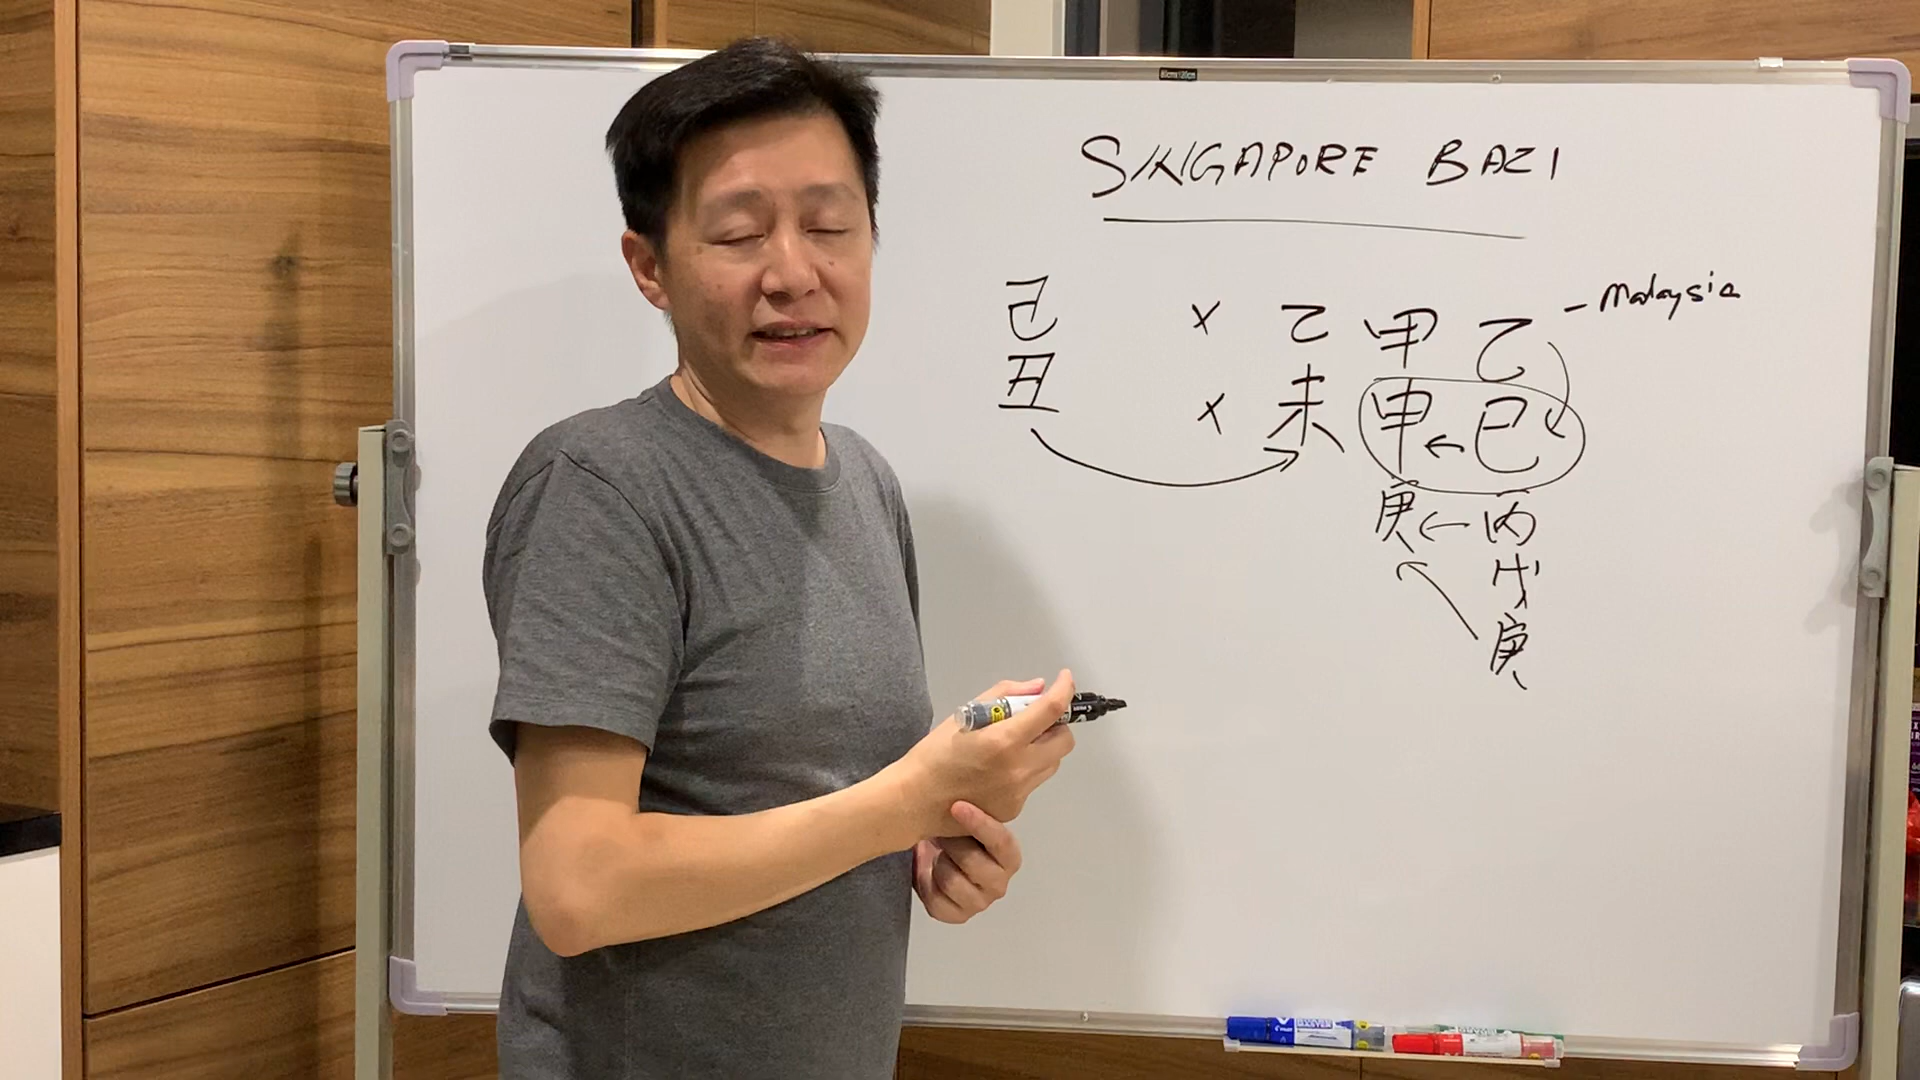 SINGAPORE BAZI
己 x 乙 甲 乙 - Malaysia
丑 x 未 申 ← 巳
庚 ← 丙
戊
庚